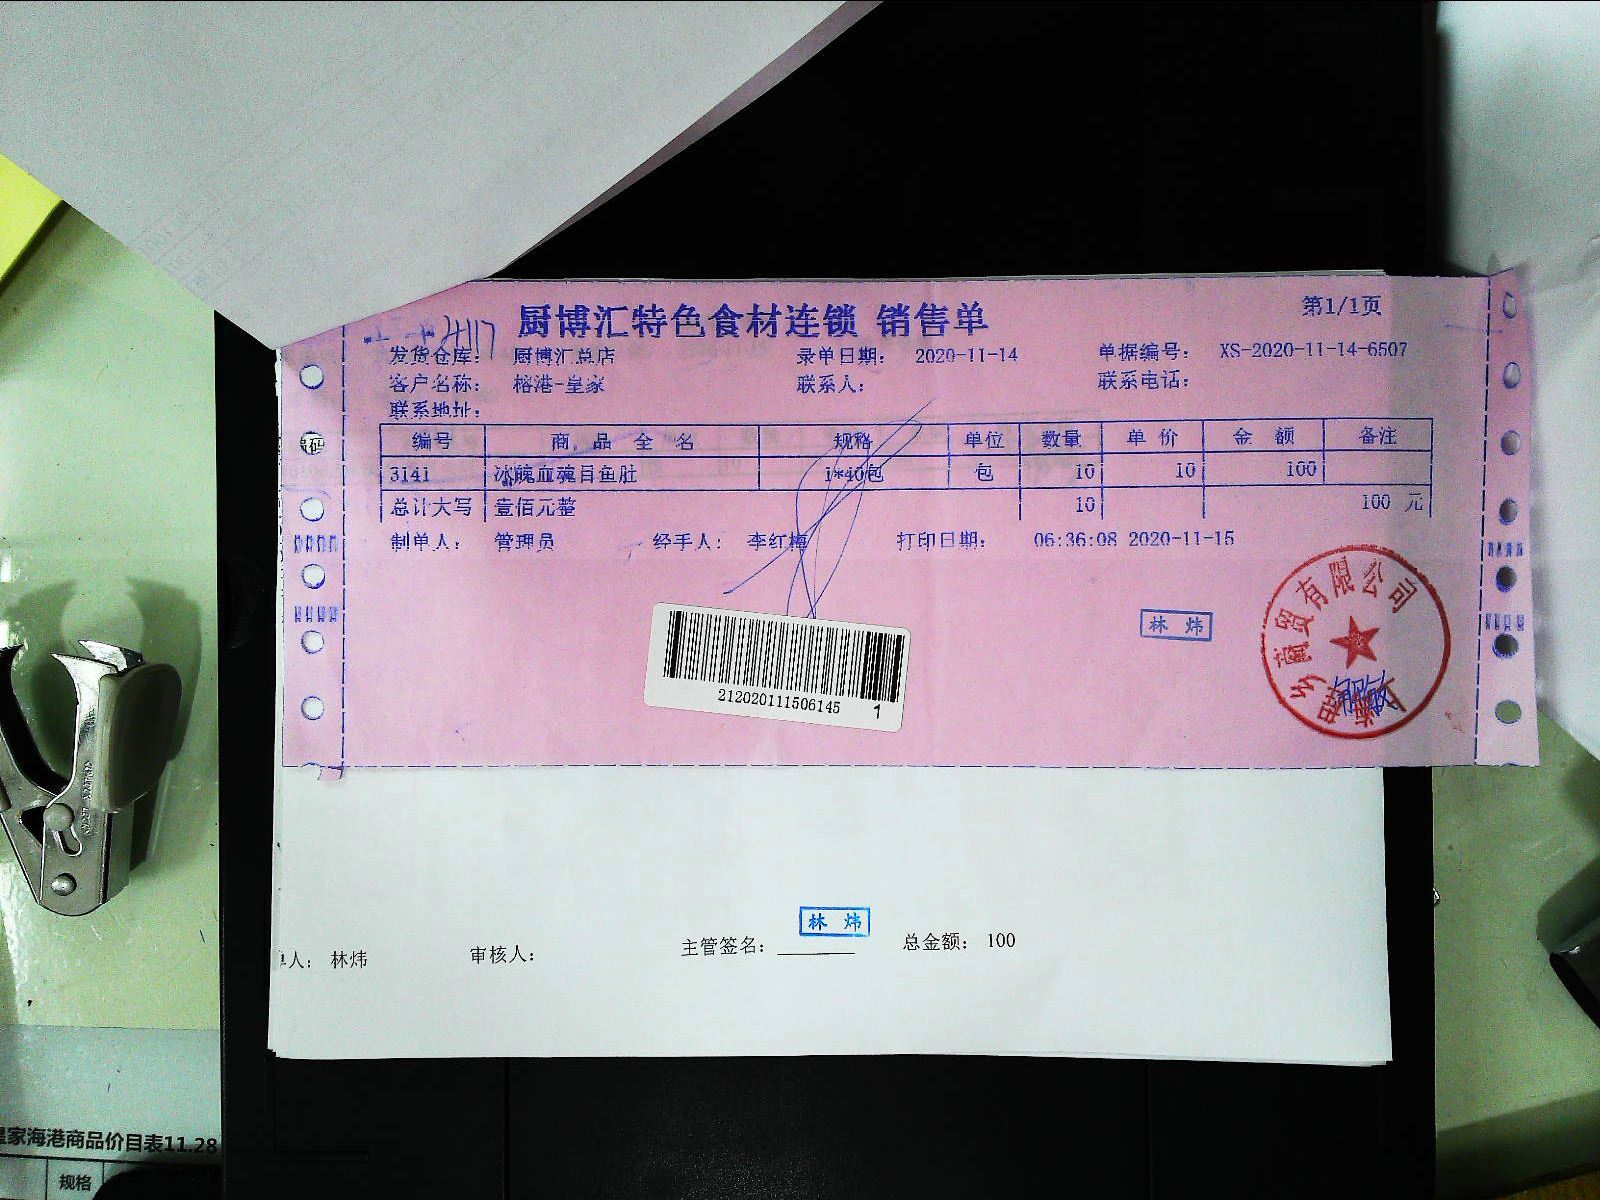 厨博汇特色食材连锁 销售单
第1/1页
发货仓库： 厨博汇总店 录单日期： 2020-11-14 单据编号： XS-2020-11-14-6507
客户名称： 榕港-皇家 联系人： 联系电话：
联系地址：
编号 商品全名 规格 单位 数量 单价 金额 备注
3141 冰魄血魂目鱼肚 1*40包 包 10 10 100
总计大写 壹佰元整 10 100 元
制单人： 管理员 经手人： 李红梅 打印日期： 06:36:08 2020-11-15
林 炜
贸有限公司
212020111506145 1
林 炜
人： 林炜 审核人： 主管签名： 总金额： 100
家海港商品价目表11.28
规格